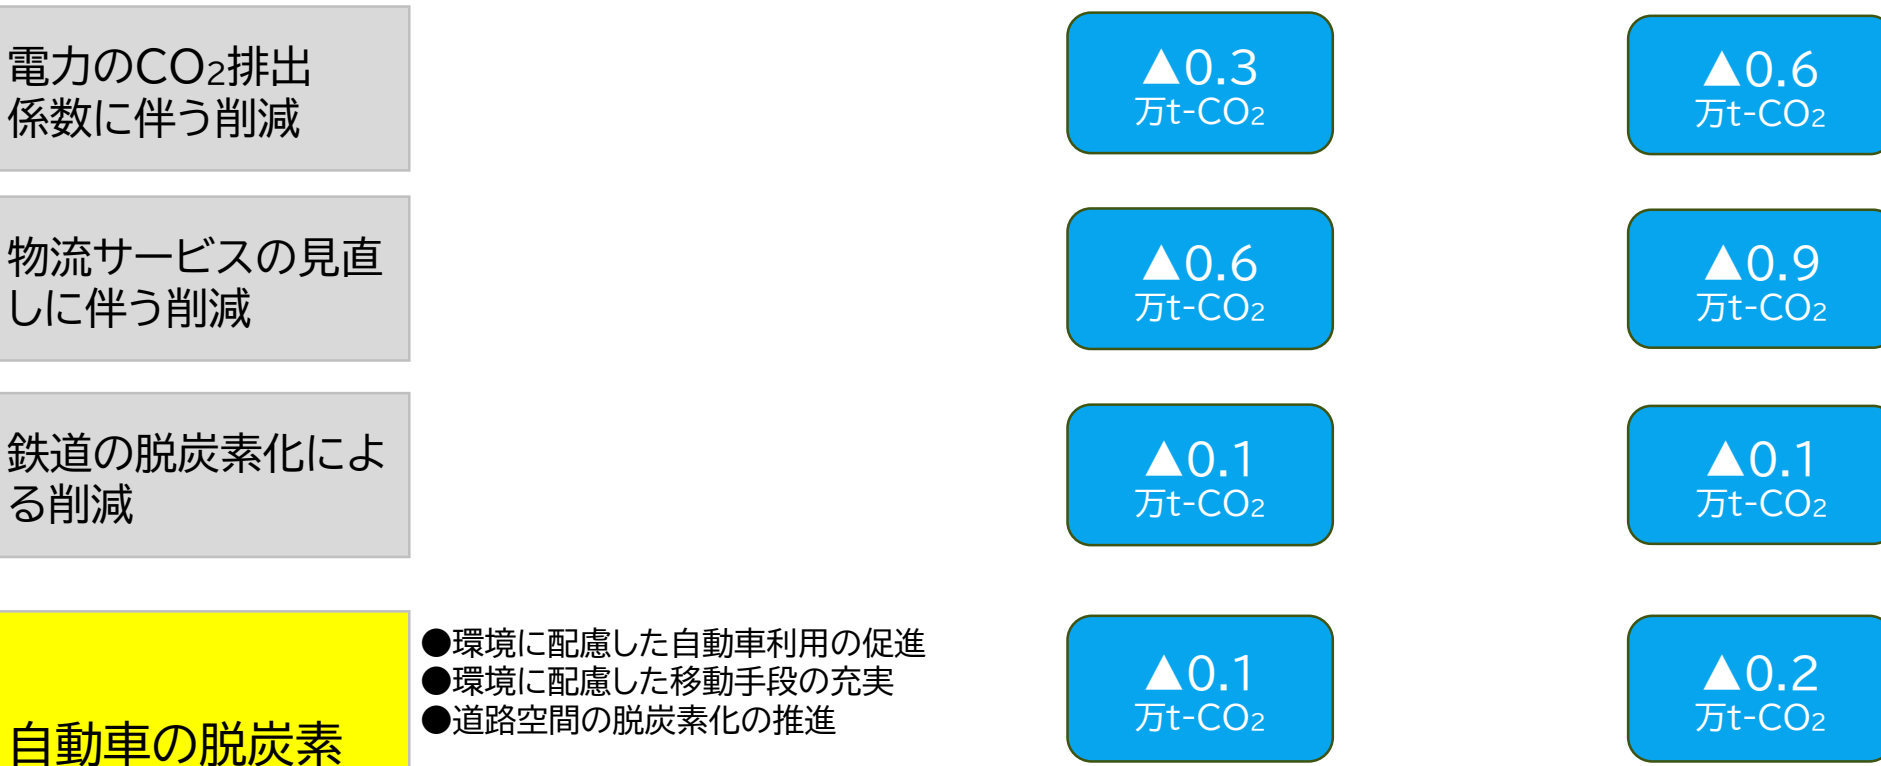 電力のCO₂排出
係数に伴う削減
▲0.3
万t-CO₂
▲0.6
万t-CO₂
物流サービスの見直
しに伴う削減
▲0.6
万t-CO₂
▲0.9
万t-CO₂
鉄道の脱炭素化によ
る削減
▲0.1
万t-CO₂
▲0.1
万t-CO₂
自動車の脱炭素
●環境に配慮した自動車利用の促進
●環境に配慮した移動手段の充実
●道路空間の脱炭素化の推進
▲0.1
万t-CO₂
▲0.2
万t-CO₂